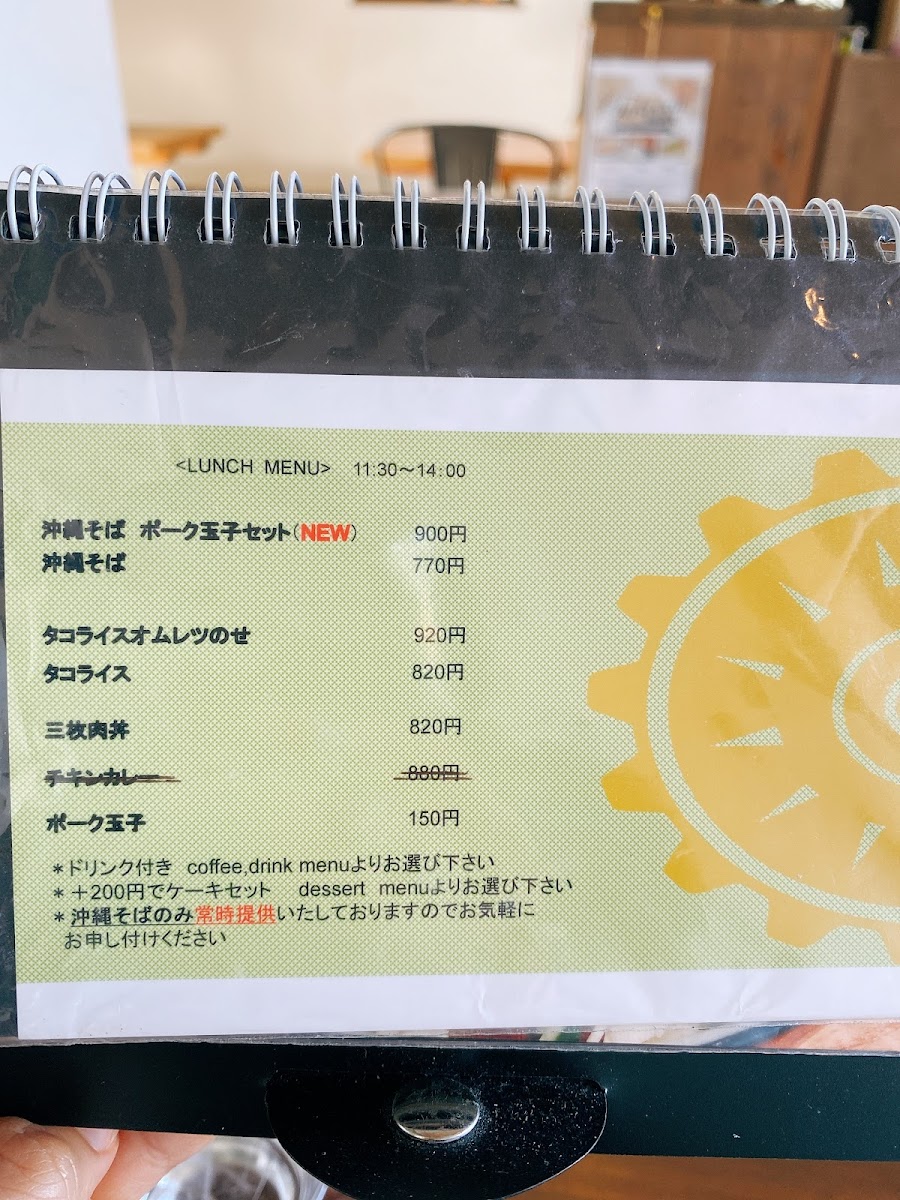 <LUNCH MENU> 11:30～14:00
沖縄そば ポーク玉子セット(NEW) 900円
沖縄そば 770円
タコライスオムレツのせ 920円
タコライス 820円
三枚肉丼 820円
チキンカレー 880円
ポーク玉子 150円
＊ドリンク付き coffee,drink menuよりお選び下さい
＊＋200円でケーキセット dessert menuよりお選び下さい
＊沖縄そばのみ常時提供いたしておりますのでお気軽に
お申し付けください